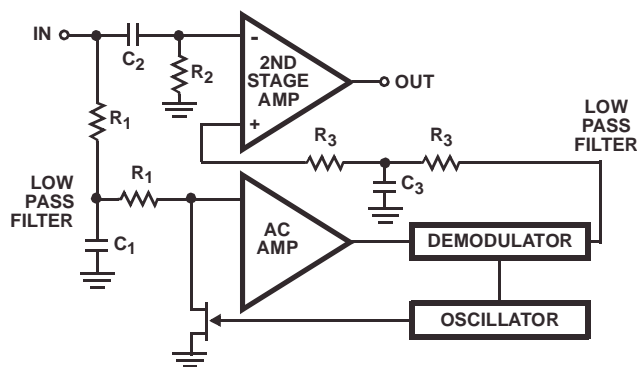 IN
C2
R2
-
2ND
STAGE
AMP
+
OUT
R1
R3
R3
LOW
PASS
FILTER
C3
LOW
PASS
FILTER
R1
C1
AC
AMP
DEMODULATOR
OSCILLATOR